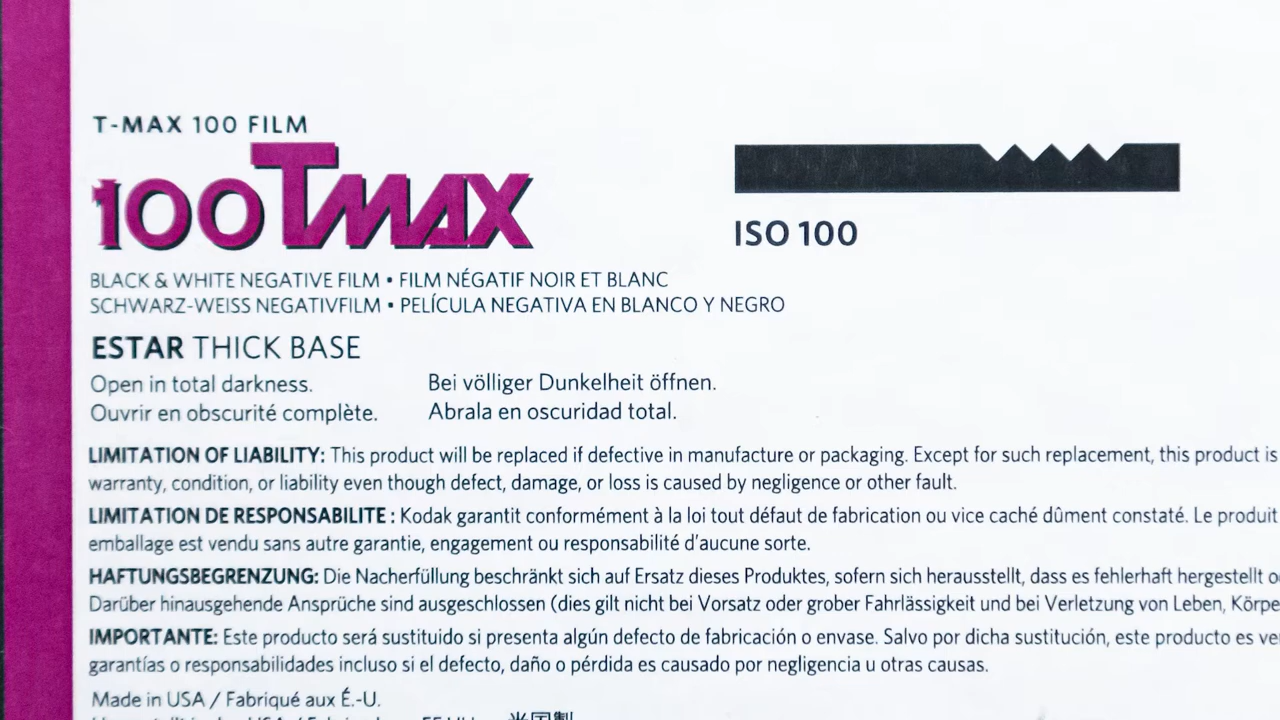 T-MAX 100 FILM
100TMAX
ISO 100
BLACK & WHITE NEGATIVE FILM • FILM NÉGATIF NOIR ET BLANC
SCHWARZ-WEISS NEGATIVFILM • PELÍCULA NEGATIVA EN BLANCO Y NEGRO
ESTAR THICK BASE
Open in total darkness. Bei völliger Dunkelheit öffnen.
Ouvrir en obscurité complète. Abrala en oscuridad total.
LIMITATION OF LIABILITY: This product will be replaced if defective in manufacture or packaging. Except for such replacement, this product is
warranty, condition, or liability even though defect, damage, or loss is caused by negligence or other fault.
LIMITATION DE RESPONSABILITE : Kodak garantit conformément à la loi tout défaut de fabrication ou vice caché dûment constaté. Le produit
emballage est vendu sans autre garantie, engagement ou responsabilité d'aucune sorte.
HAFTUNGSBEGRENZUNG: Die Nacherfüllung beschränkt sich auf Ersatz dieses Produktes, sofern sich herausstellt, dass es fehlerhaft hergestellt
Darüber hinausgehende Ansprüche sind ausgeschlossen (dies gilt nicht bei Vorsatz oder grober Fahrlässigkeit und bei Verletzung von Leben,
IMPORTANTE: Este producto será sustituido si presenta algún defecto de fabricación o envase. Salvo por dicha sustitución, este producto es
garantías o responsabilidades incluso si el defecto, daño o pérdida es causado por negligencia u otras causas.
Made in USA / Fabriqué aux É.-U.